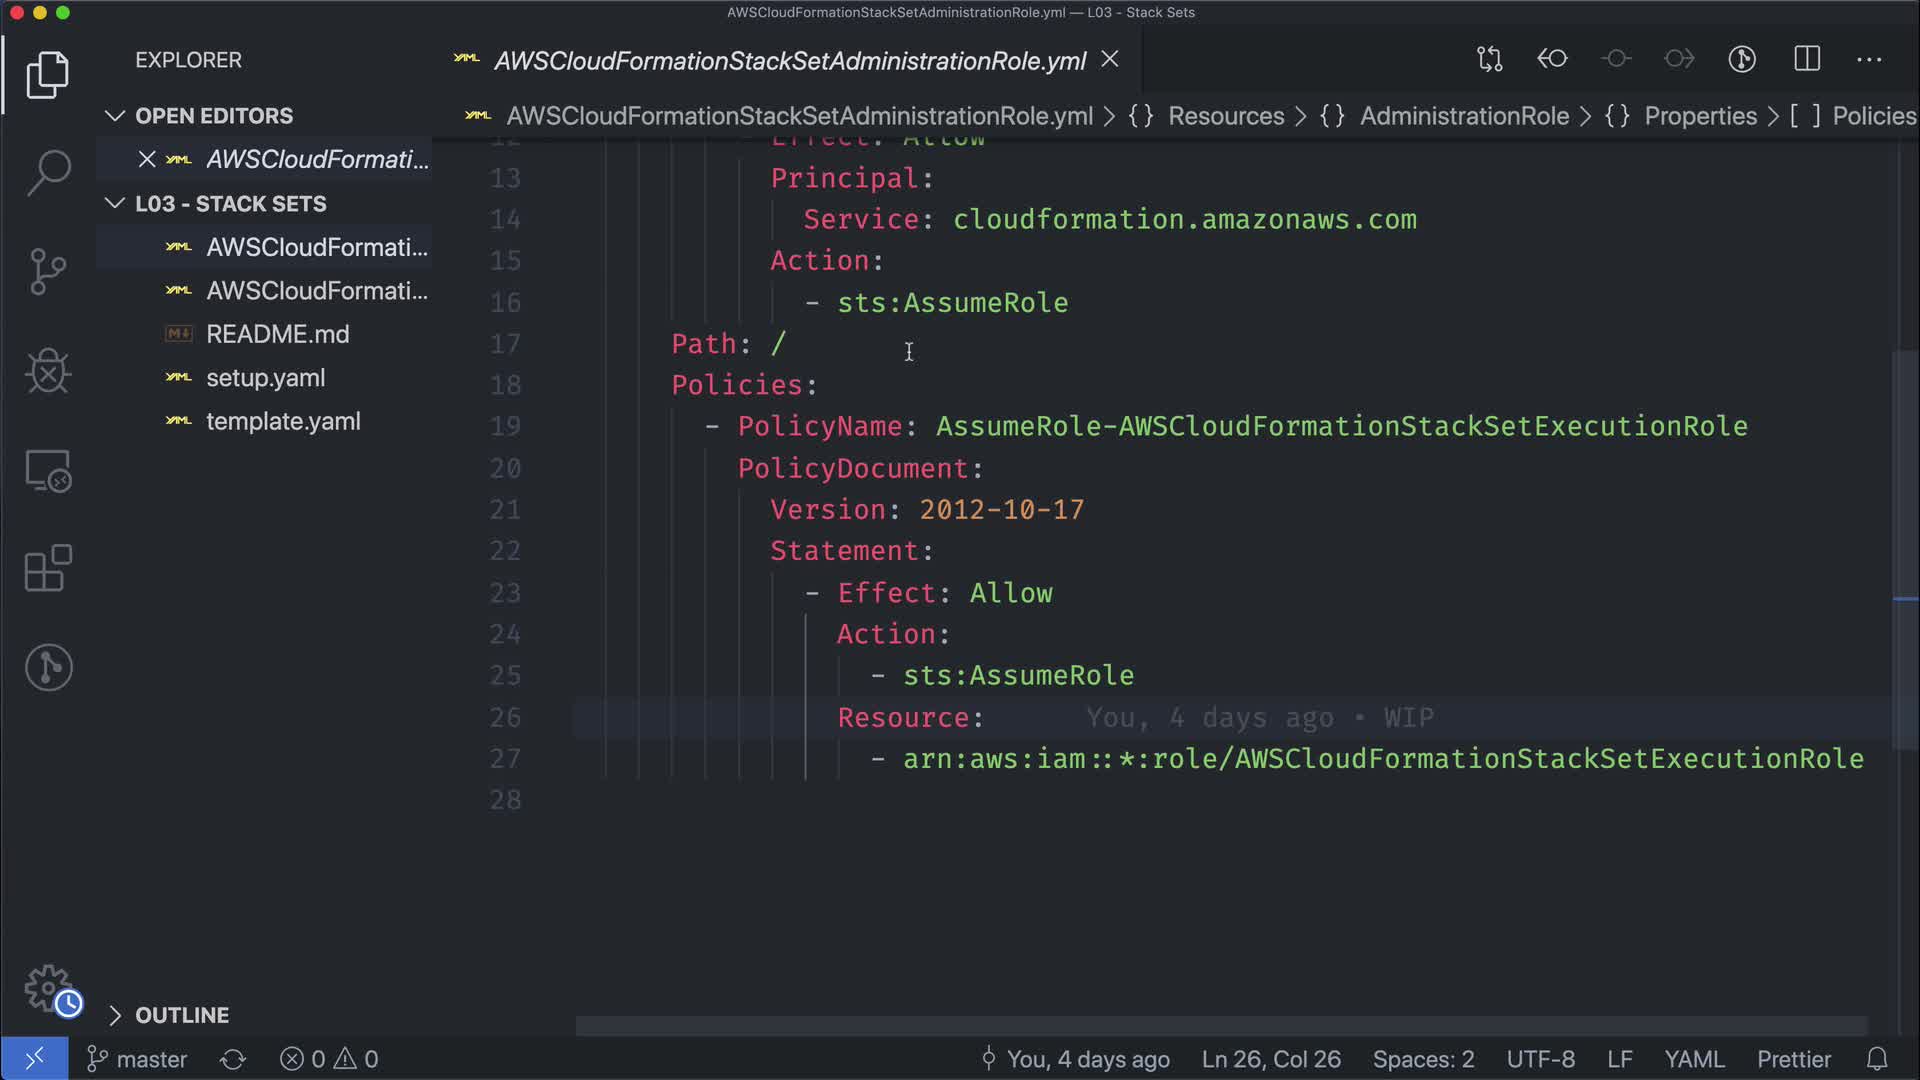 AWSCloudFormationStackSetAdministrationRole.yml — L03 - Stack Sets
EXPLORER
OPEN EDITORS
AWSCloudFormati...
L03 - STACK SETS
AWSCloudFormati...
AWSCloudFormati...
README.md
setup.yaml
template.yaml
OUTLINE
AWSCloudFormationStackSetAdministrationRole.yml
AWSCloudFormationStackSetAdministrationRole.yml > {} Resources > {} AdministrationRole > {} Properties > [ ] Policies
12 Effect: Allow
13 Principal:
14 Service: cloudformation.amazonaws.com
15 Action:
16 - sts:AssumeRole
17 Path: /
18 Policies:
19 - PolicyName: AssumeRole-AWSCloudFormationStackSetExecutionRole
20 PolicyDocument:
21 Version: 2012-10-17
22 Statement:
23 - Effect: Allow
24 Action:
25 - sts:AssumeRole
26 Resource: You, 4 days ago • WIP
27 - arn:aws:iam::*:role/AWSCloudFormationStackSetExecutionRole
28
master 0 0 You, 4 days ago Ln 26, Col 26 Spaces: 2 UTF-8 LF YAML Prettier